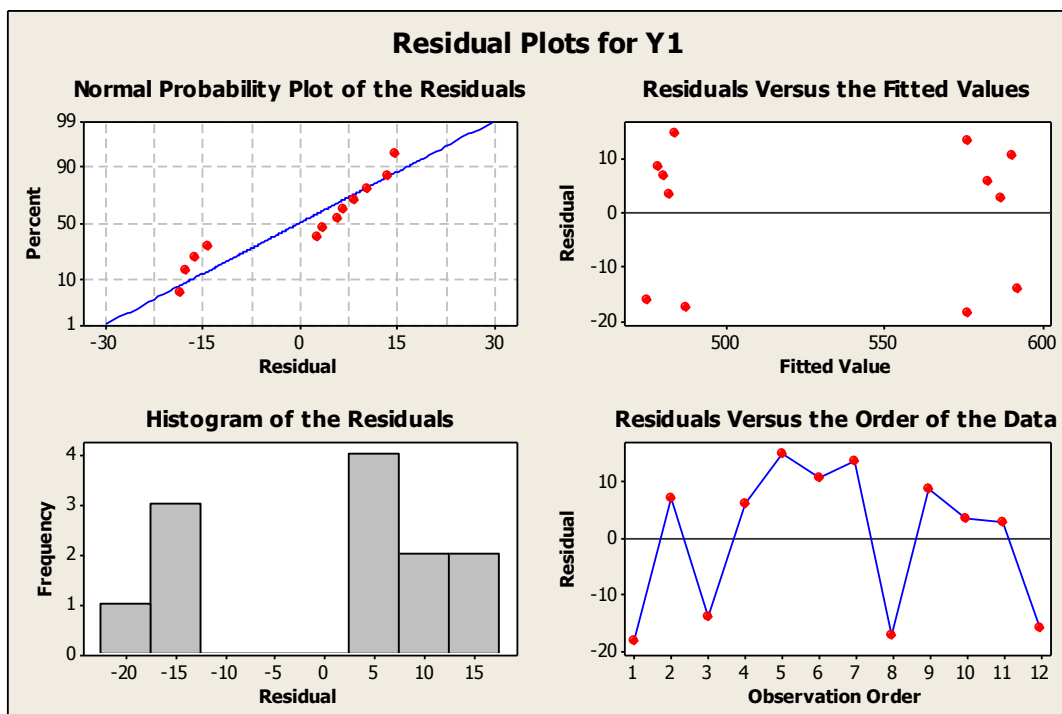 Residual Plots for Y1
Normal Probability Plot of the Residuals
99
90
50
10
1
Percent
-30 -15 0 15 30
Residual
Residuals Versus the Fitted Values
10
0
-10
-20
Residual
500 550 600
Fitted Value
Histogram of the Residuals
4
3
2
1
0
Frequency
-20 -15 -10 -5 0 5 10 15
Residual
Residuals Versus the Order of the Data
10
0
-10
-20
Residual
1 2 3 4 5 6 7 8 9 10 11 12
Observation Order